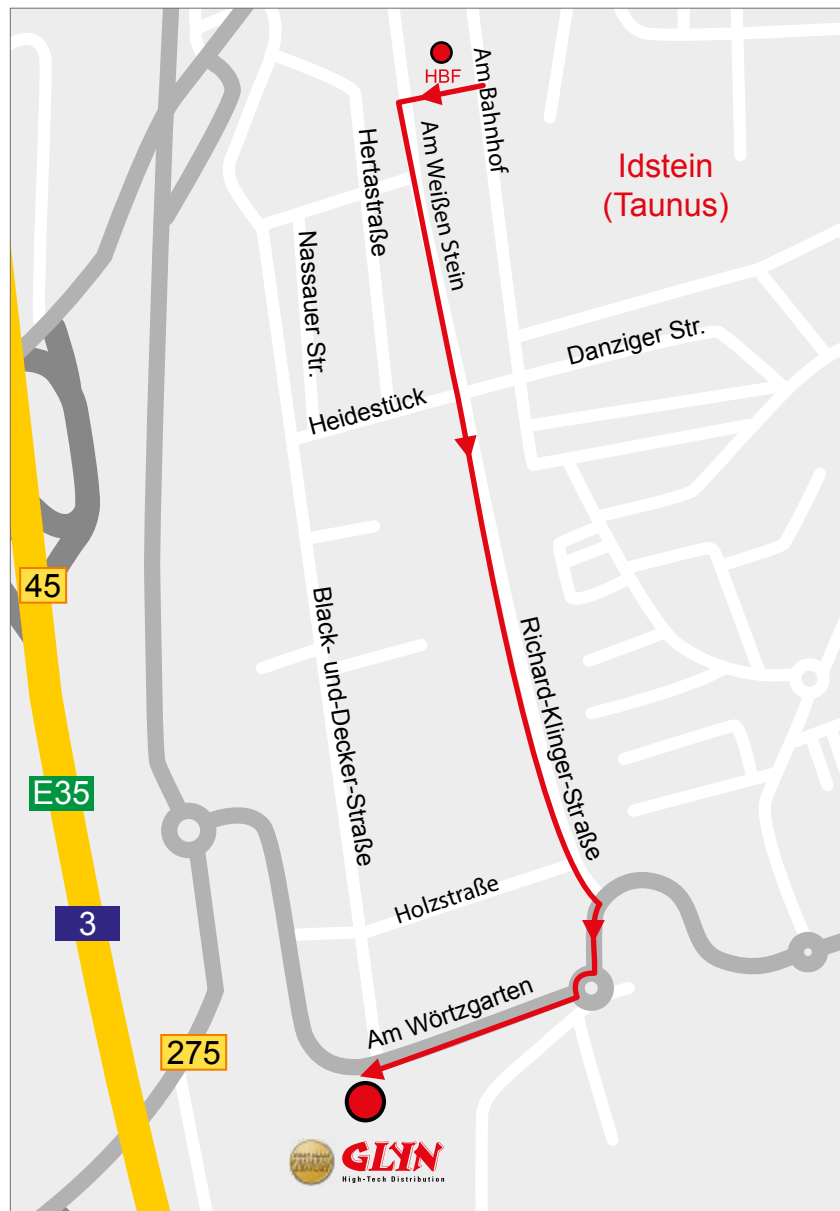 HBF
Am Bahnhof
Idstein
(Taunus)
Hertastraße
Am Weißen Stein
Nassauer Str.
Danziger Str.
Heidestück
45
Black- und-Decker-Straße
Richard-Klinger-Straße
E35
3
Holzstraße
Am Wörtzgarten
275
GLYN
High-Tech Distribution